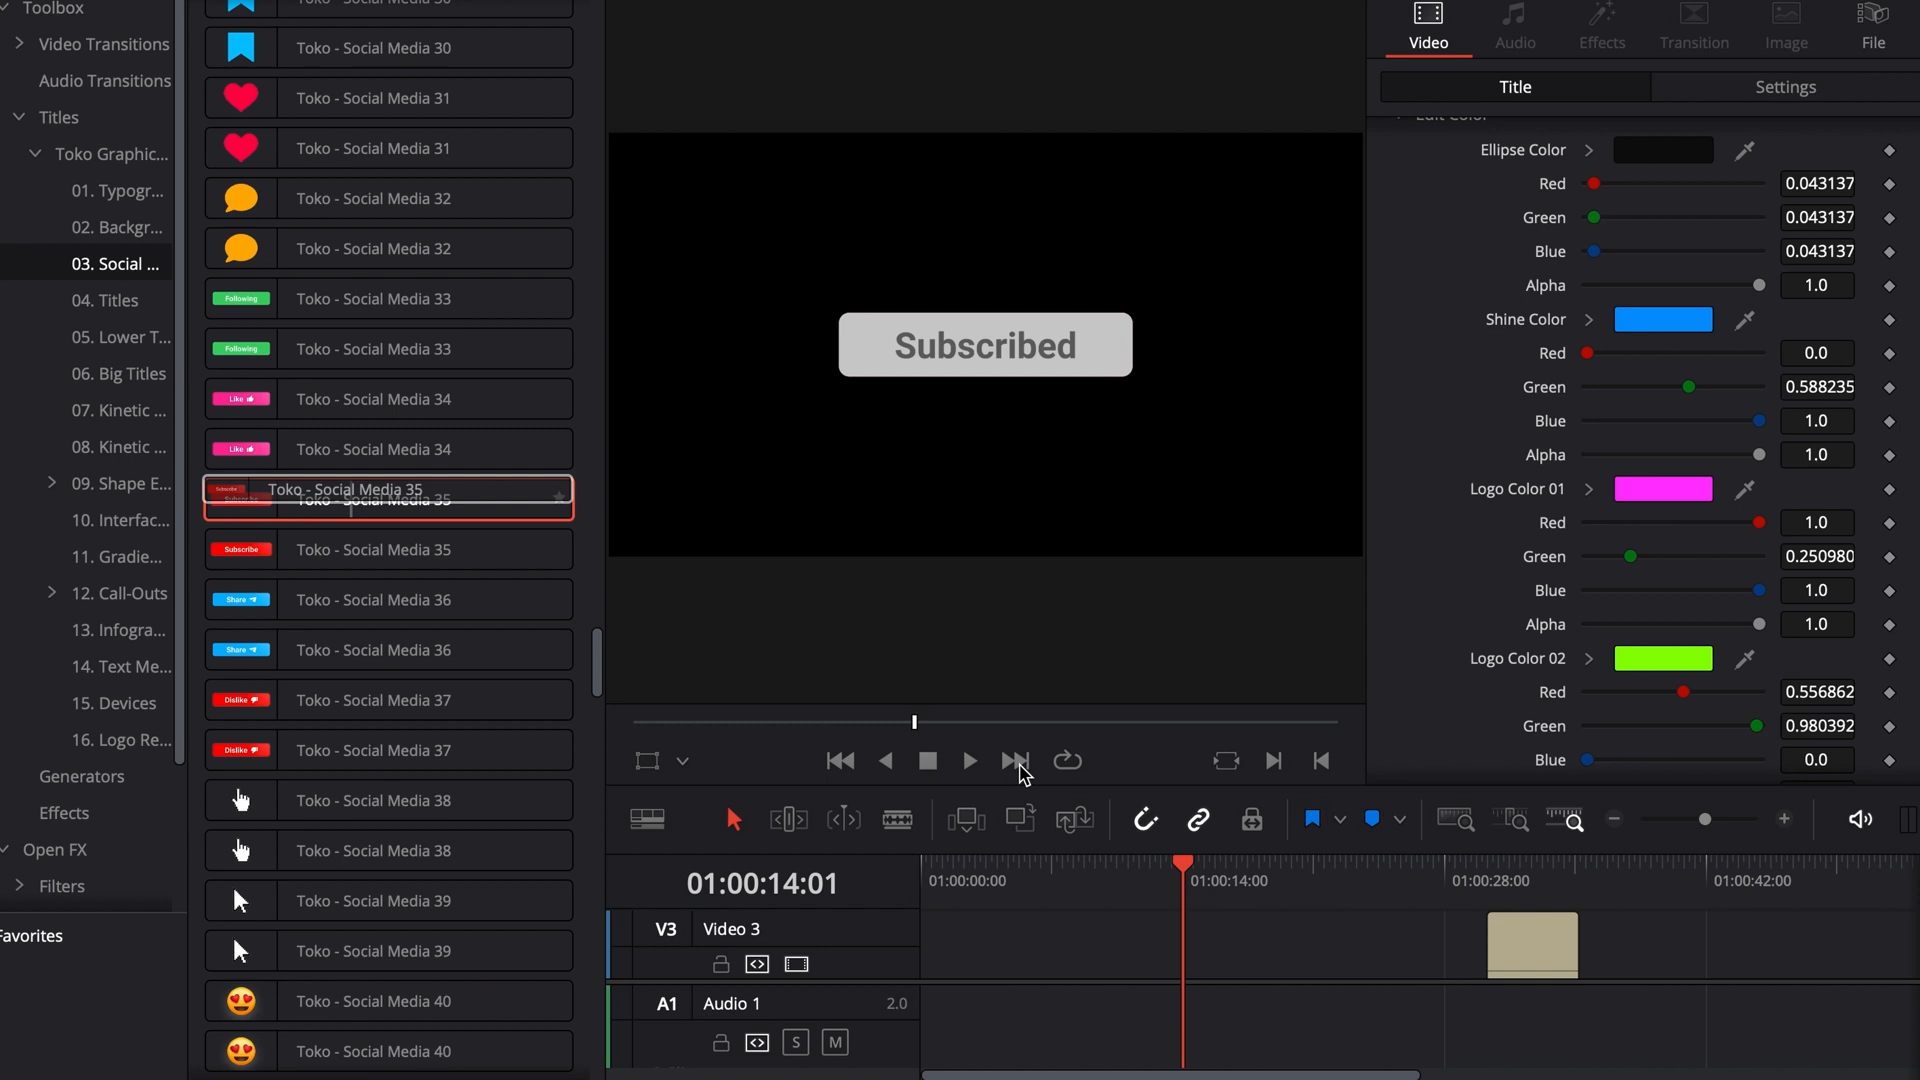 Toolbox
Video Transitions
Audio Transitions
Titles
Toko Graphic...
01. Typogr...
02. Backgr...
03. Social ...
04. Titles
05. Lower T...
06. Big Titles
07. Kinetic ...
08. Kinetic ...
09. Shape E...
10. Interfac...
11. Gradie...
12. Call-Outs
13. Infogra...
14. Text Me...
15. Devices
16. Logo Re...
Generators
Effects
Open FX
Filters
Favorites
Toko - Social Media 30
Toko - Social Media 30
Toko - Social Media 31
Toko - Social Media 31
Toko - Social Media 32
Toko - Social Media 32
Following
Toko - Social Media 33
Following
Toko - Social Media 33
Like
Toko - Social Media 34
Like
Toko - Social Media 34
Subscribe
Toko - Social Media 35
Subscribe
Toko - Social Media 35
Subscribe
Toko - Social Media 35
Share
Toko - Social Media 36
Share
Toko - Social Media 36
Dislike
Toko - Social Media 37
Dislike
Toko - Social Media 37
Toko - Social Media 38
Toko - Social Media 38
Toko - Social Media 39
Toko - Social Media 39
Toko - Social Media 40
Toko - Social Media 40
Subscribed
Video
Audio
Effects
Transition
Image
File
Title
Settings
Edit Color
Ellipse Color
Red 0.043137
Green 0.043137
Blue 0.043137
Alpha 1.0
Shine Color
Red 0.0
Green 0.588235
Blue 1.0
Alpha 1.0
Logo Color 01
Red 1.0
Green 0.250980
Blue 1.0
Alpha 1.0
Logo Color 02
Red 0.556862
Green 0.980392
Blue 0.0
01:00:14:01
01:00:00:00
01:00:14:00
01:00:28:00
01:00:42:00
V3 Video 3
A1 Audio 1 2.0
S M